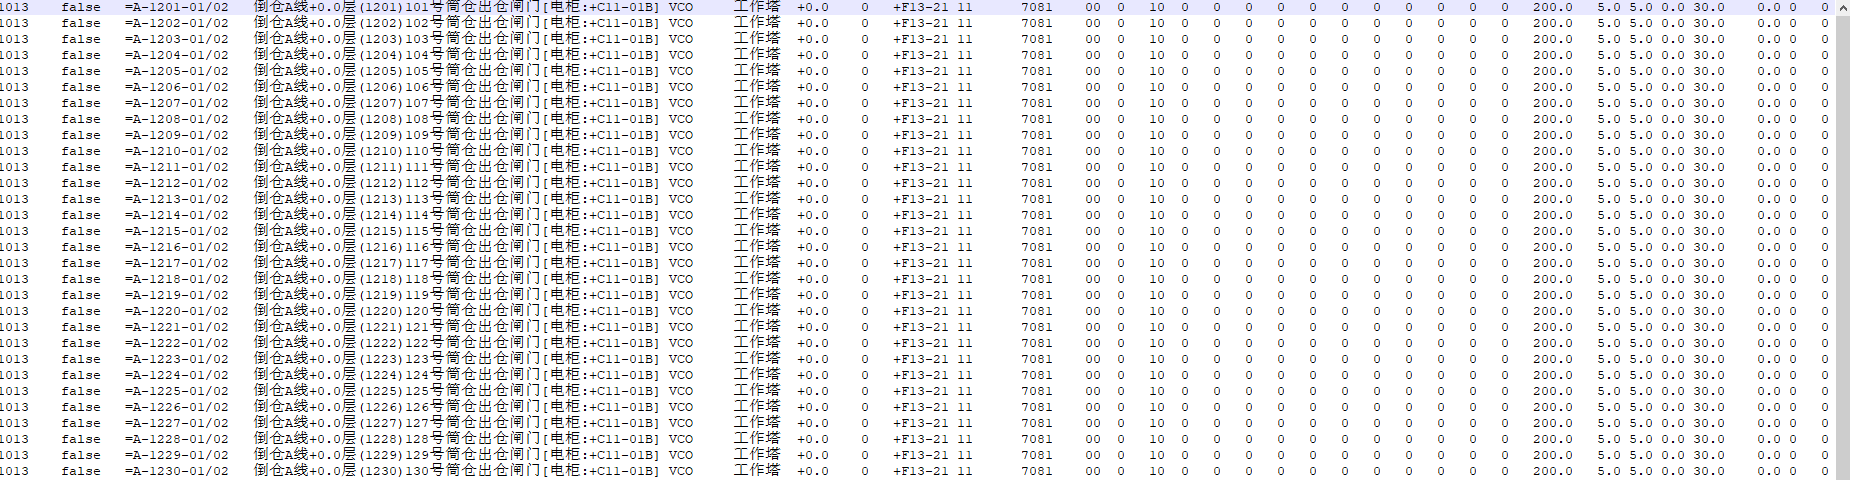 1013 false =A-1201-01/02 倒仓A线+0.0层(1201)101号筒仓出仓闸门[电柜:+C11-01B] VCO 工作塔 +0.0 0 +F13-21 11 7081 00 0 10 0 0 0 0 0 0 0 0 0 0 0 200.0 5.0 5.0 0.0 30.0 0.0 0 0
1013 false =A-1202-01/02 倒仓A线+0.0层(1202)102号筒仓出仓闸门[电柜:+C11-01B] VCO 工作塔 +0.0 0 +F13-21 11 7081 00 0 10 0 0 0 0 0 0 0 0 0 0 0 200.0 5.0 5.0 0.0 30.0 0.0 0 0
1013 false =A-1203-01/02 倒仓A线+0.0层(1203)103号筒仓出仓闸门[电柜:+C11-01B] VCO 工作塔 +0.0 0 +F13-21 11 7081 00 0 10 0 0 0 0 0 0 0 0 0 0 0 200.0 5.0 5.0 0.0 30.0 0.0 0 0
1013 false =A-1204-01/02 倒仓A线+0.0层(1204)104号筒仓出仓闸门[电柜:+C11-01B] VCO 工作塔 +0.0 0 +F13-21 11 7081 00 0 10 0 0 0 0 0 0 0 0 0 0 0 200.0 5.0 5.0 0.0 30.0 0.0 0 0
1013 false =A-1205-01/02 倒仓A线+0.0层(1205)105号筒仓出仓闸门[电柜:+C11-01B] VCO 工作塔 +0.0 0 +F13-21 11 7081 00 0 10 0 0 0 0 0 0 0 0 0 0 0 200.0 5.0 5.0 0.0 30.0 0.0 0 0
1013 false =A-1206-01/02 倒仓A线+0.0层(1206)106号筒仓出仓闸门[电柜:+C11-01B] VCO 工作塔 +0.0 0 +F13-21 11 7081 00 0 10 0 0 0 0 0 0 0 0 0 0 0 200.0 5.0 5.0 0.0 30.0 0.0 0 0
1013 false =A-1207-01/02 倒仓A线+0.0层(1207)107号筒仓出仓闸门[电柜:+C11-01B] VCO 工作塔 +0.0 0 +F13-21 11 7081 00 0 10 0 0 0 0 0 0 0 0 0 0 0 200.0 5.0 5.0 0.0 30.0 0.0 0 0
1013 false =A-1208-01/02 倒仓A线+0.0层(1208)108号筒仓出仓闸门[电柜:+C11-01B] VCO 工作塔 +0.0 0 +F13-21 11 7081 00 0 10 0 0 0 0 0 0 0 0 0 0 0 200.0 5.0 5.0 0.0 30.0 0.0 0 0
1013 false =A-1209-01/02 倒仓A线+0.0层(1209)109号筒仓出仓闸门[电柜:+C11-01B] VCO 工作塔 +0.0 0 +F13-21 11 7081 00 0 10 0 0 0 0 0 0 0 0 0 0 0 200.0 5.0 5.0 0.0 30.0 0.0 0 0
1013 false =A-1210-01/02 倒仓A线+0.0层(1210)110号筒仓出仓闸门[电柜:+C11-01B] VCO 工作塔 +0.0 0 +F13-21 11 7081 00 0 10 0 0 0 0 0 0 0 0 0 0 0 200.0 5.0 5.0 0.0 30.0 0.0 0 0
1013 false =A-1211-01/02 倒仓A线+0.0层(1211)111号筒仓出仓闸门[电柜:+C11-01B] VCO 工作塔 +0.0 0 +F13-21 11 7081 00 0 10 0 0 0 0 0 0 0 0 0 0 0 200.0 5.0 5.0 0.0 30.0 0.0 0 0
1013 false =A-1212-01/02 倒仓A线+0.0层(1212)112号筒仓出仓闸门[电柜:+C11-01B] VCO 工作塔 +0.0 0 +F13-21 11 7081 00 0 10 0 0 0 0 0 0 0 0 0 0 0 200.0 5.0 5.0 0.0 30.0 0.0 0 0
1013 false =A-1213-01/02 倒仓A线+0.0层(1213)113号筒仓出仓闸门[电柜:+C11-01B] VCO 工作塔 +0.0 0 +F13-21 11 7081 00 0 10 0 0 0 0 0 0 0 0 0 0 0 200.0 5.0 5.0 0.0 30.0 0.0 0 0
1013 false =A-1214-01/02 倒仓A线+0.0层(1214)114号筒仓出仓闸门[电柜:+C11-01B] VCO 工作塔 +0.0 0 +F13-21 11 7081 00 0 10 0 0 0 0 0 0 0 0 0 0 0 200.0 5.0 5.0 0.0 30.0 0.0 0 0
1013 false =A-1215-01/02 倒仓A线+0.0层(1215)115号筒仓出仓闸门[电柜:+C11-01B] VCO 工作塔 +0.0 0 +F13-21 11 7081 00 0 10 0 0 0 0 0 0 0 0 0 0 0 200.0 5.0 5.0 0.0 30.0 0.0 0 0
1013 false =A-1216-01/02 倒仓A线+0.0层(1216)116号筒仓出仓闸门[电柜:+C11-01B] VCO 工作塔 +0.0 0 +F13-21 11 7081 00 0 10 0 0 0 0 0 0 0 0 0 0 0 200.0 5.0 5.0 0.0 30.0 0.0 0 0
1013 false =A-1217-01/02 倒仓A线+0.0层(1217)117号筒仓出仓闸门[电柜:+C11-01B] VCO 工作塔 +0.0 0 +F13-21 11 7081 00 0 10 0 0 0 0 0 0 0 0 0 0 0 200.0 5.0 5.0 0.0 30.0 0.0 0 0
1013 false =A-1218-01/02 倒仓A线+0.0层(1218)118号筒仓出仓闸门[电柜:+C11-01B] VCO 工作塔 +0.0 0 +F13-21 11 7081 00 0 10 0 0 0 0 0 0 0 0 0 0 0 200.0 5.0 5.0 0.0 30.0 0.0 0 0
1013 false =A-1219-01/02 倒仓A线+0.0层(1219)119号筒仓出仓闸门[电柜:+C11-01B] VCO 工作塔 +0.0 0 +F13-21 11 7081 00 0 10 0 0 0 0 0 0 0 0 0 0 0 200.0 5.0 5.0 0.0 30.0 0.0 0 0
1013 false =A-1220-01/02 倒仓A线+0.0层(1220)120号筒仓出仓闸门[电柜:+C11-01B] VCO 工作塔 +0.0 0 +F13-21 11 7081 00 0 10 0 0 0 0 0 0 0 0 0 0 0 200.0 5.0 5.0 0.0 30.0 0.0 0 0
1013 false =A-1221-01/02 倒仓A线+0.0层(1221)121号筒仓出仓闸门[电柜:+C11-01B] VCO 工作塔 +0.0 0 +F13-21 11 7081 00 0 10 0 0 0 0 0 0 0 0 0 0 0 200.0 5.0 5.0 0.0 30.0 0.0 0 0
1013 false =A-1222-01/02 倒仓A线+0.0层(1222)122号筒仓出仓闸门[电柜:+C11-01B] VCO 工作塔 +0.0 0 +F13-21 11 7081 00 0 10 0 0 0 0 0 0 0 0 0 0 0 200.0 5.0 5.0 0.0 30.0 0.0 0 0
1013 false =A-1223-01/02 倒仓A线+0.0层(1223)123号筒仓出仓闸门[电柜:+C11-01B] VCO 工作塔 +0.0 0 +F13-21 11 7081 00 0 10 0 0 0 0 0 0 0 0 0 0 0 200.0 5.0 5.0 0.0 30.0 0.0 0 0
1013 false =A-1224-01/02 倒仓A线+0.0层(1224)124号筒仓出仓闸门[电柜:+C11-01B] VCO 工作塔 +0.0 0 +F13-21 11 7081 00 0 10 0 0 0 0 0 0 0 0 0 0 0 200.0 5.0 5.0 0.0 30.0 0.0 0 0
1013 false =A-1225-01/02 倒仓A线+0.0层(1225)125号筒仓出仓闸门[电柜:+C11-01B] VCO 工作塔 +0.0 0 +F13-21 11 7081 00 0 10 0 0 0 0 0 0 0 0 0 0 0 200.0 5.0 5.0 0.0 30.0 0.0 0 0
1013 false =A-1226-01/02 倒仓A线+0.0层(1226)126号筒仓出仓闸门[电柜:+C11-01B] VCO 工作塔 +0.0 0 +F13-21 11 7081 00 0 10 0 0 0 0 0 0 0 0 0 0 0 200.0 5.0 5.0 0.0 30.0 0.0 0 0
1013 false =A-1227-01/02 倒仓A线+0.0层(1227)127号筒仓出仓闸门[电柜:+C11-01B] VCO 工作塔 +0.0 0 +F13-21 11 7081 00 0 10 0 0 0 0 0 0 0 0 0 0 0 200.0 5.0 5.0 0.0 30.0 0.0 0 0
1013 false =A-1228-01/02 倒仓A线+0.0层(1228)128号筒仓出仓闸门[电柜:+C11-01B] VCO 工作塔 +0.0 0 +F13-21 11 7081 00 0 10 0 0 0 0 0 0 0 0 0 0 0 200.0 5.0 5.0 0.0 30.0 0.0 0 0
1013 false =A-1229-01/02 倒仓A线+0.0层(1229)129号筒仓出仓闸门[电柜:+C11-01B] VCO 工作塔 +0.0 0 +F13-21 11 7081 00 0 10 0 0 0 0 0 0 0 0 0 0 0 200.0 5.0 5.0 0.0 30.0 0.0 0 0
1013 false =A-1230-01/02 倒仓A线+0.0层(1230)130号筒仓出仓闸门[电柜:+C11-01B] VCO 工作塔 +0.0 0 +F13-21 11 7081 00 0 10 0 0 0 0 0 0 0 0 0 0 0 200.0 5.0 5.0 0.0 30.0 0.0 0 0